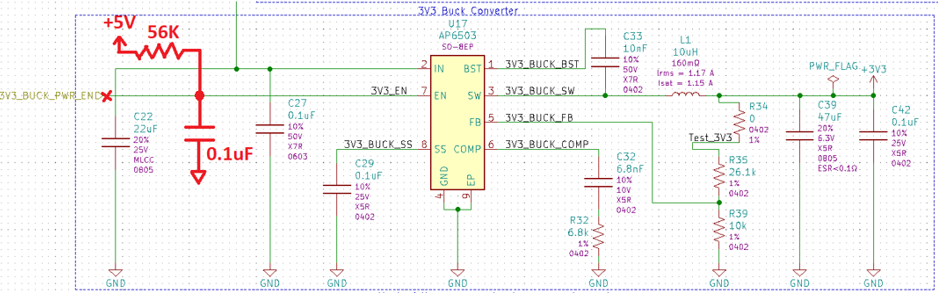 3V3_Buck Converter
+5V
56K
U17
AP6503
SO-8EP
2
IN
BST
1
3V3_BUCK_BST
C33
10nF
10%
50V
X7R
0402
L1
10uH
160mΩ
Irms = 1.17 A
Isat = 1.15 A
PWR_FLAG
+3V3
3V3_BUCK_PWR_EN
3V3_EN
7
EN
SW
3
3V3_BUCK_SW
C22
22uF
20%
25V
MLCC
0805
0.1uF
C27
0.1uF
10%
50V
X7R
0603
FB
5
3V3_BUCK_FB
R34
0
0402
1%
Test_3V3
C39
47uF
20%
6.3V
X5R
0805
ESR<0.1Ω
C42
0.1uF
10%
25V
X5R
0402
3V3_BUCK_SS
8
SS
COMP
6
3V3_BUCK_COMP
C29
0.1uF
10%
25V
X5R
0402
GND
EP
4
9
C32
6.8nF
10%
10V
X5R
0402
R35
26.1k
1%
0402
R32
6.8k
1%
0402
R39
10k
1%
0402
GND
GND
GND
GND
GND
GND
GND
GND